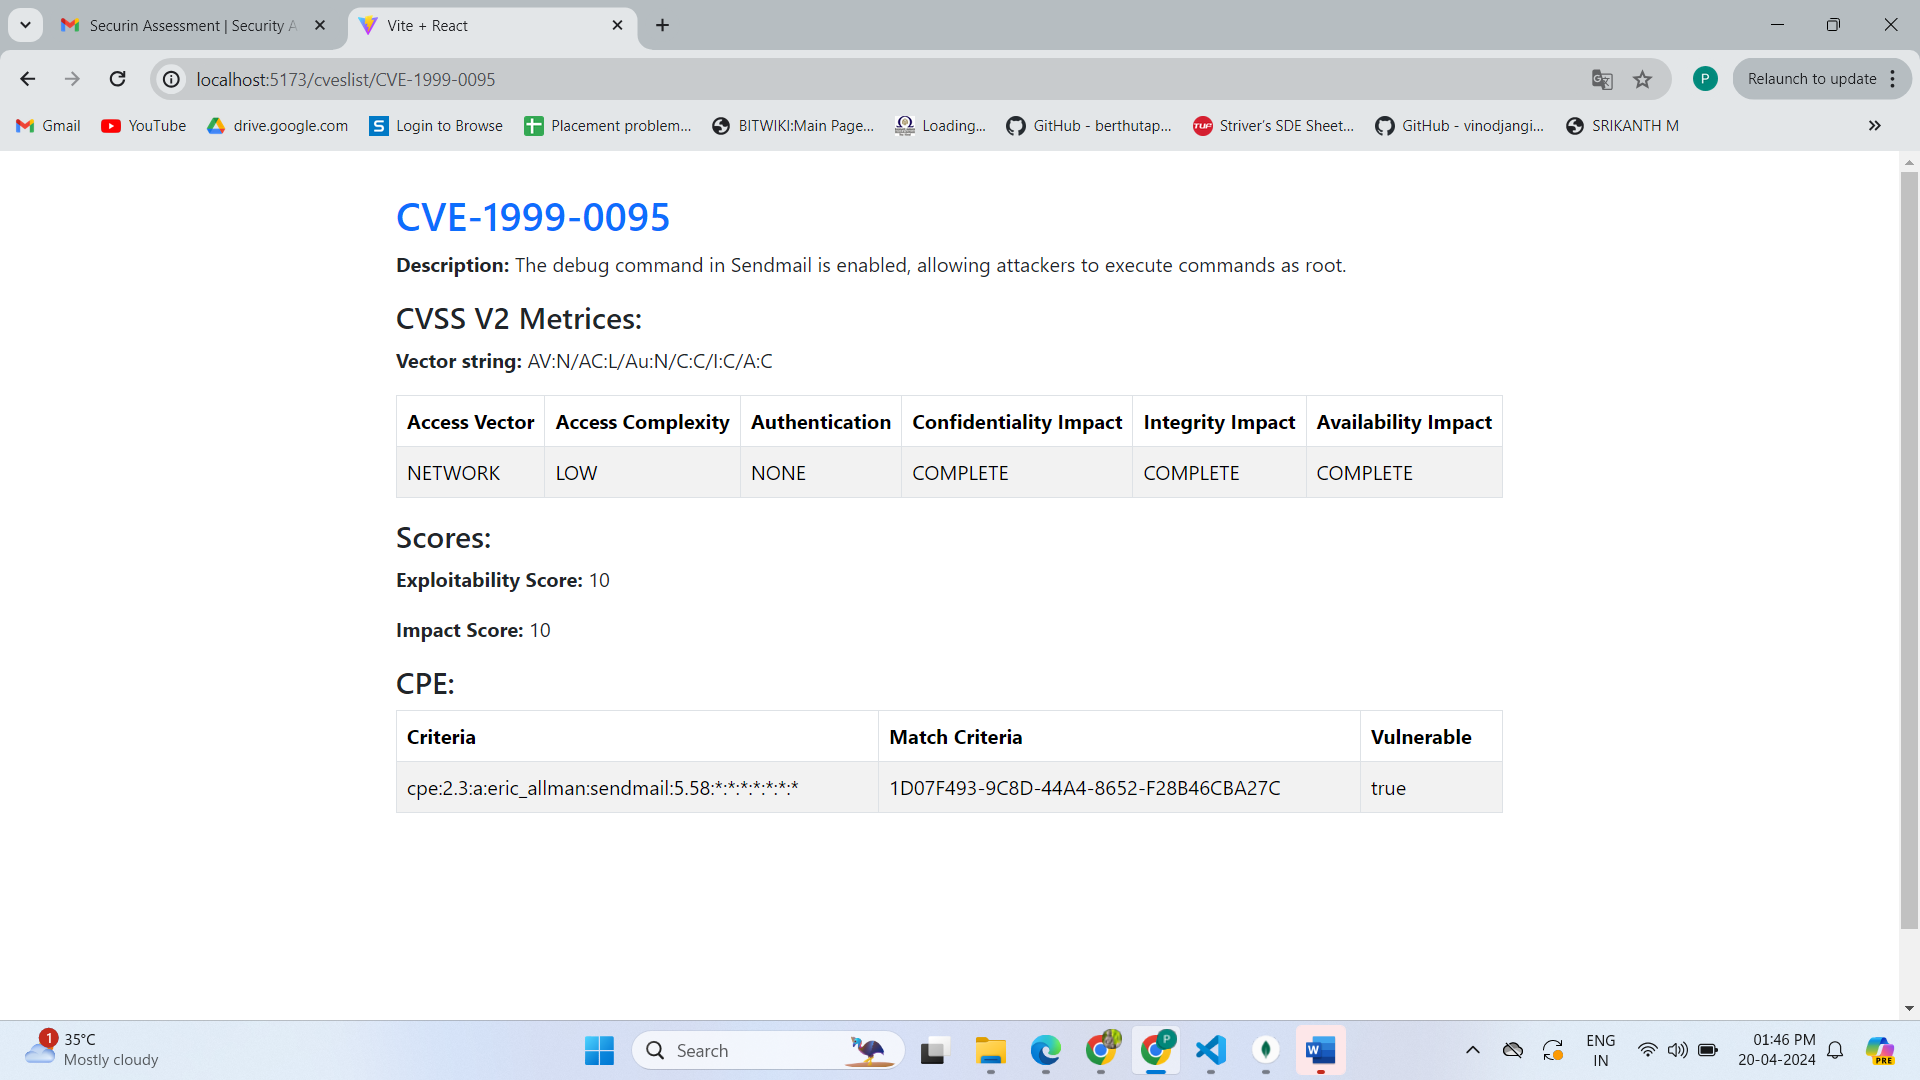 Securin Assessment | Security A
Vite + React
localhost:5173/cveslist/CVE-1999-0095
P
Relaunch to update
Gmail
YouTube
drive.google.com
S
Login to Browse
Placement problem...
BITWIKI:Main Page...
Loading...
GitHub - berthutap...
TUF
Striver's SDE Sheet...
GitHub - vinodjangi...
SRIKANTH M
CVE-1999-0095
Description: The debug command in Sendmail is enabled, allowing attackers to execute commands as root.
CVSS V2 Metrices:
Vector string: AV:N/AC:L/Au:N/C:C/I:C/A:C
Access Vector Access Complexity Authentication Confidentiality Impact Integrity Impact Availability Impact
NETWORK LOW NONE COMPLETE COMPLETE COMPLETE
Scores:
Exploitability Score: 10
Impact Score: 10
CPE:
Criteria Match Criteria Vulnerable
cpe:2.3:a:eric_allman:sendmail:5.58:*:*:*:*:*:*:* 1D07F493-9C8D-44A4-8652-F28B46CBA27C true
1
35°C
Mostly cloudy
Search
P
W
ENG
IN
01:46 PM
20-04-2024
PRE